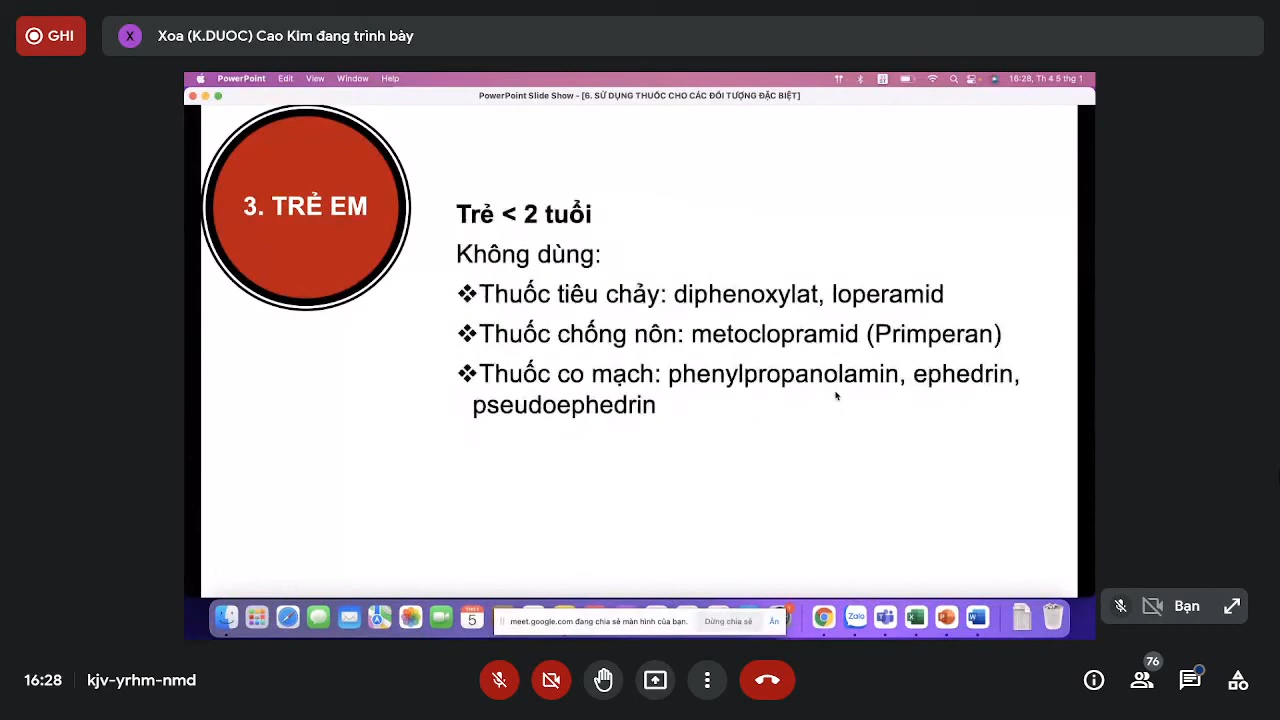 GHI
X
Xoa (K.DUOC) Cao Kim đang trình bày
PowerPoint Edit View Window Help
16:28, Th 4 5 thg 1
PowerPoint Slide Show - [6. SỬ DỤNG THUỐC CHO CÁC ĐỐI TƯỢNG ĐẶC BIỆT]
3. TRẺ EM
Trẻ < 2 tuổi
Không dùng:
❖Thuốc tiêu chảy: diphenoxylat, loperamid
❖Thuốc chống nôn: metoclopramid (Primperan)
❖Thuốc co mạch: phenylpropanolamin, ephedrin,
pseudoephedrin
5
meet.google.com đang chia sẻ màn hình của bạn.
Dừng chia sẻ
Ẩn
Zalo
Bạn
16:28
kjv-yrhm-nmd
76